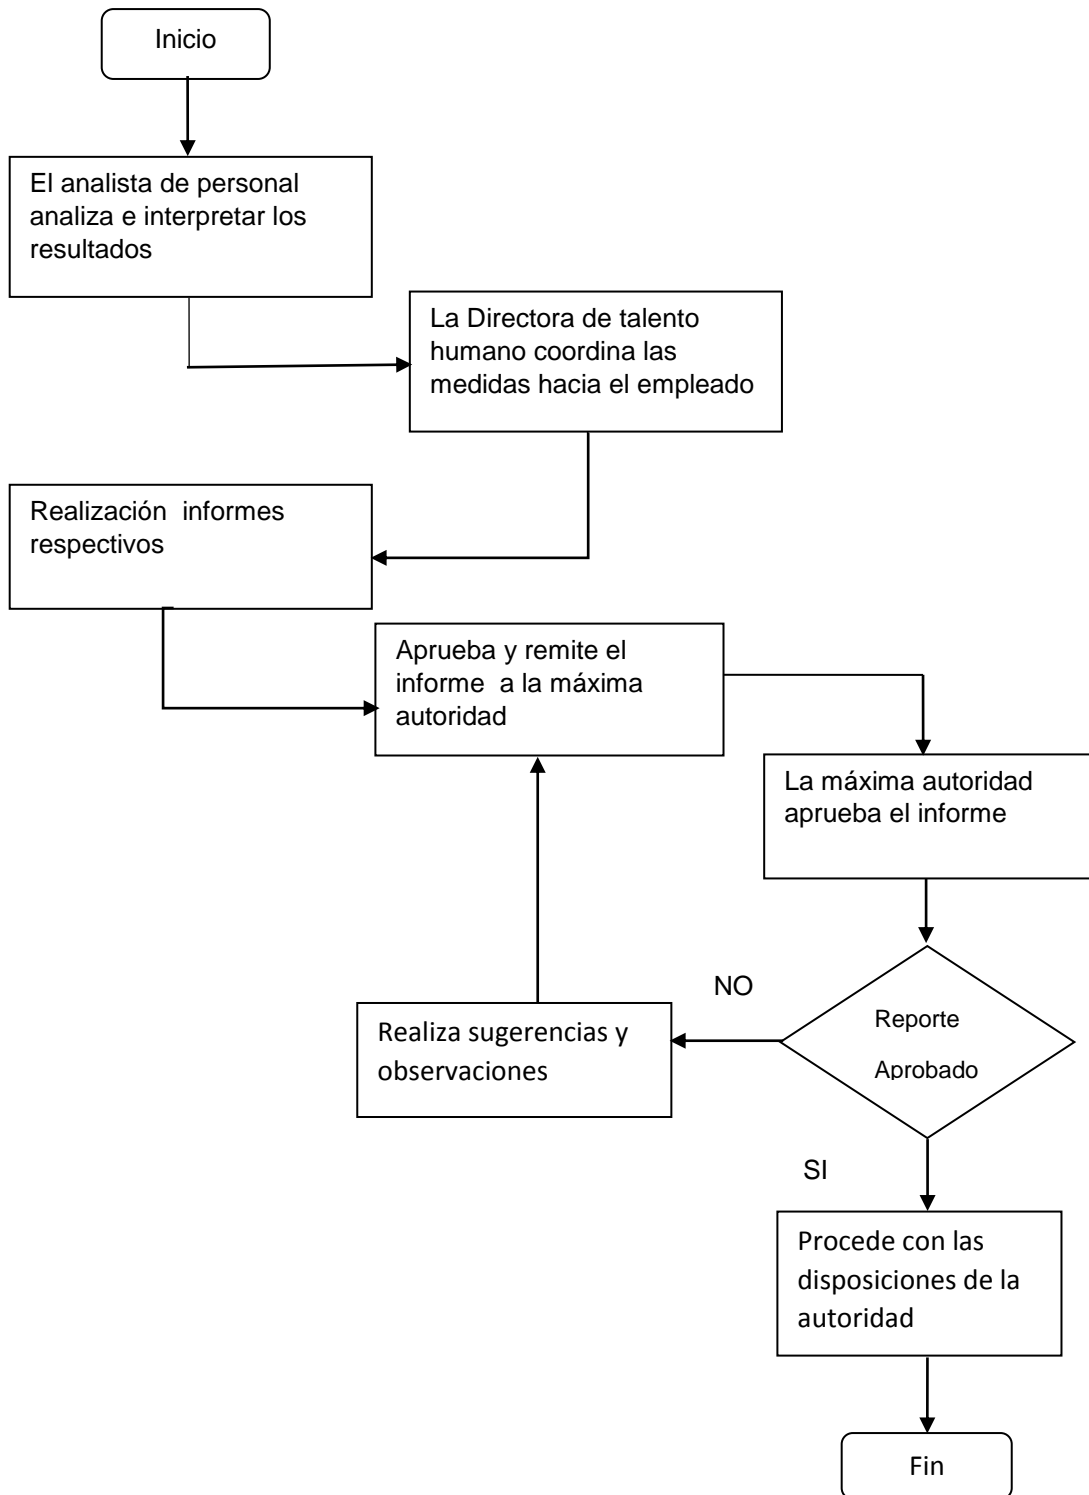 Inicio
El analista de personal
analiza e interpretar los
resultados
La Directora de talento
humano coordina las
medidas hacia el empleado
Realización informes
respectivos
Aprueba y remite el
informe a la máxima
autoridad
La máxima autoridad
aprueba el informe
NO
Reporte
Aprobado
Realiza sugerencias y
observaciones
SI
Procede con las
disposiciones de la
autoridad
Fin